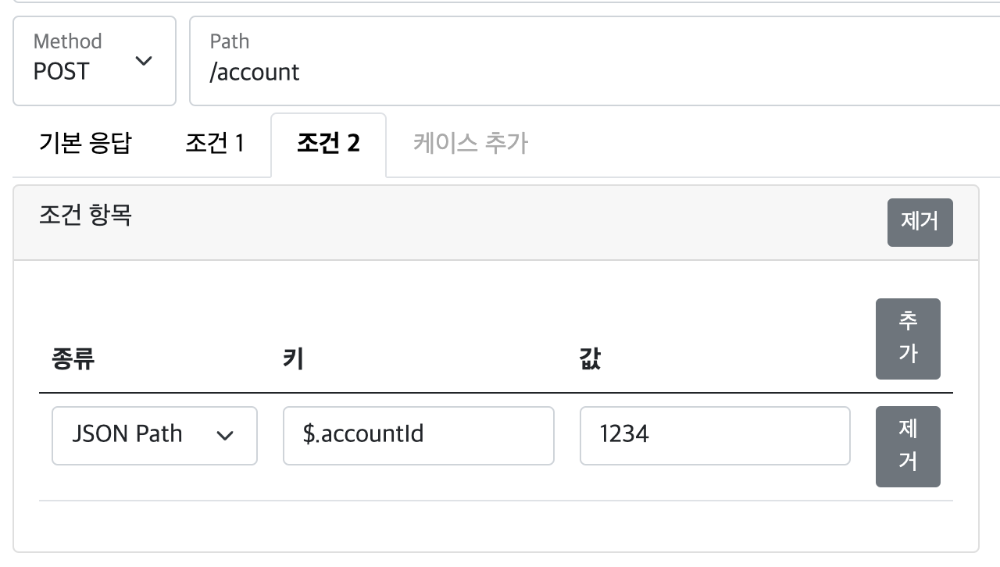 Method
POST
Path
/account
기본 응답
조건 1
조건 2
케이스 추가
조건 항목
제거
종류
키
값
추
가
JSON Path
$.accountId
1234
제
거